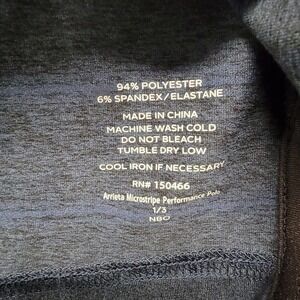 94% POLYESTER
6% SPANDEX/ELASTANE
MADE IN CHINA
MACHINE WASH COLD
DO NOT BLEACH
TUMBLE DRY LOW
COOL IRON IF NECESSARY
RN# 150466
Arrieta Microstripe Performance Polo
1/3
NBO